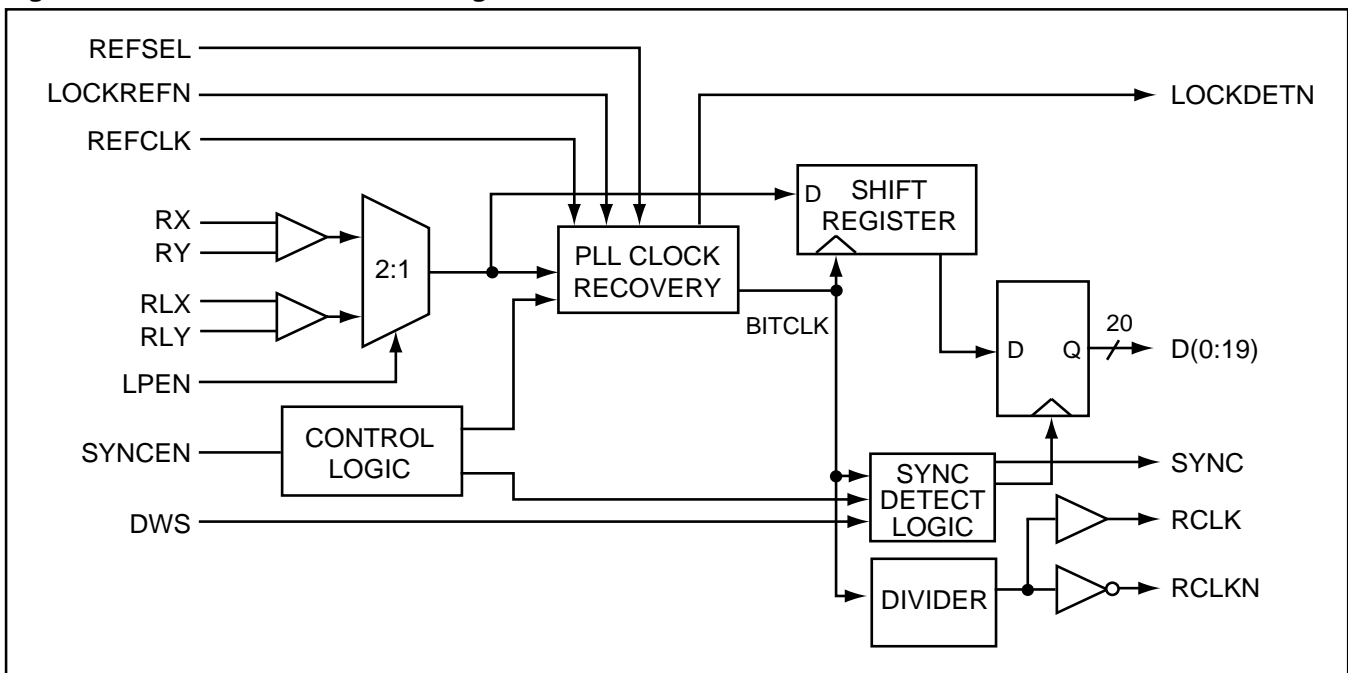 REFSEL
LOCKREFN
REFCLK
LOCKDETN
RX
RY
RLX
RLY
LPEN
2:1
PLL CLOCK
RECOVERY
BITCLK
D SHIFT
REGISTER
D Q
20
D(0:19)
SYNCEN
CONTROL
LOGIC
DWS
SYNC
DETECT
LOGIC
SYNC
RCLK
DIVIDER
RCLKN